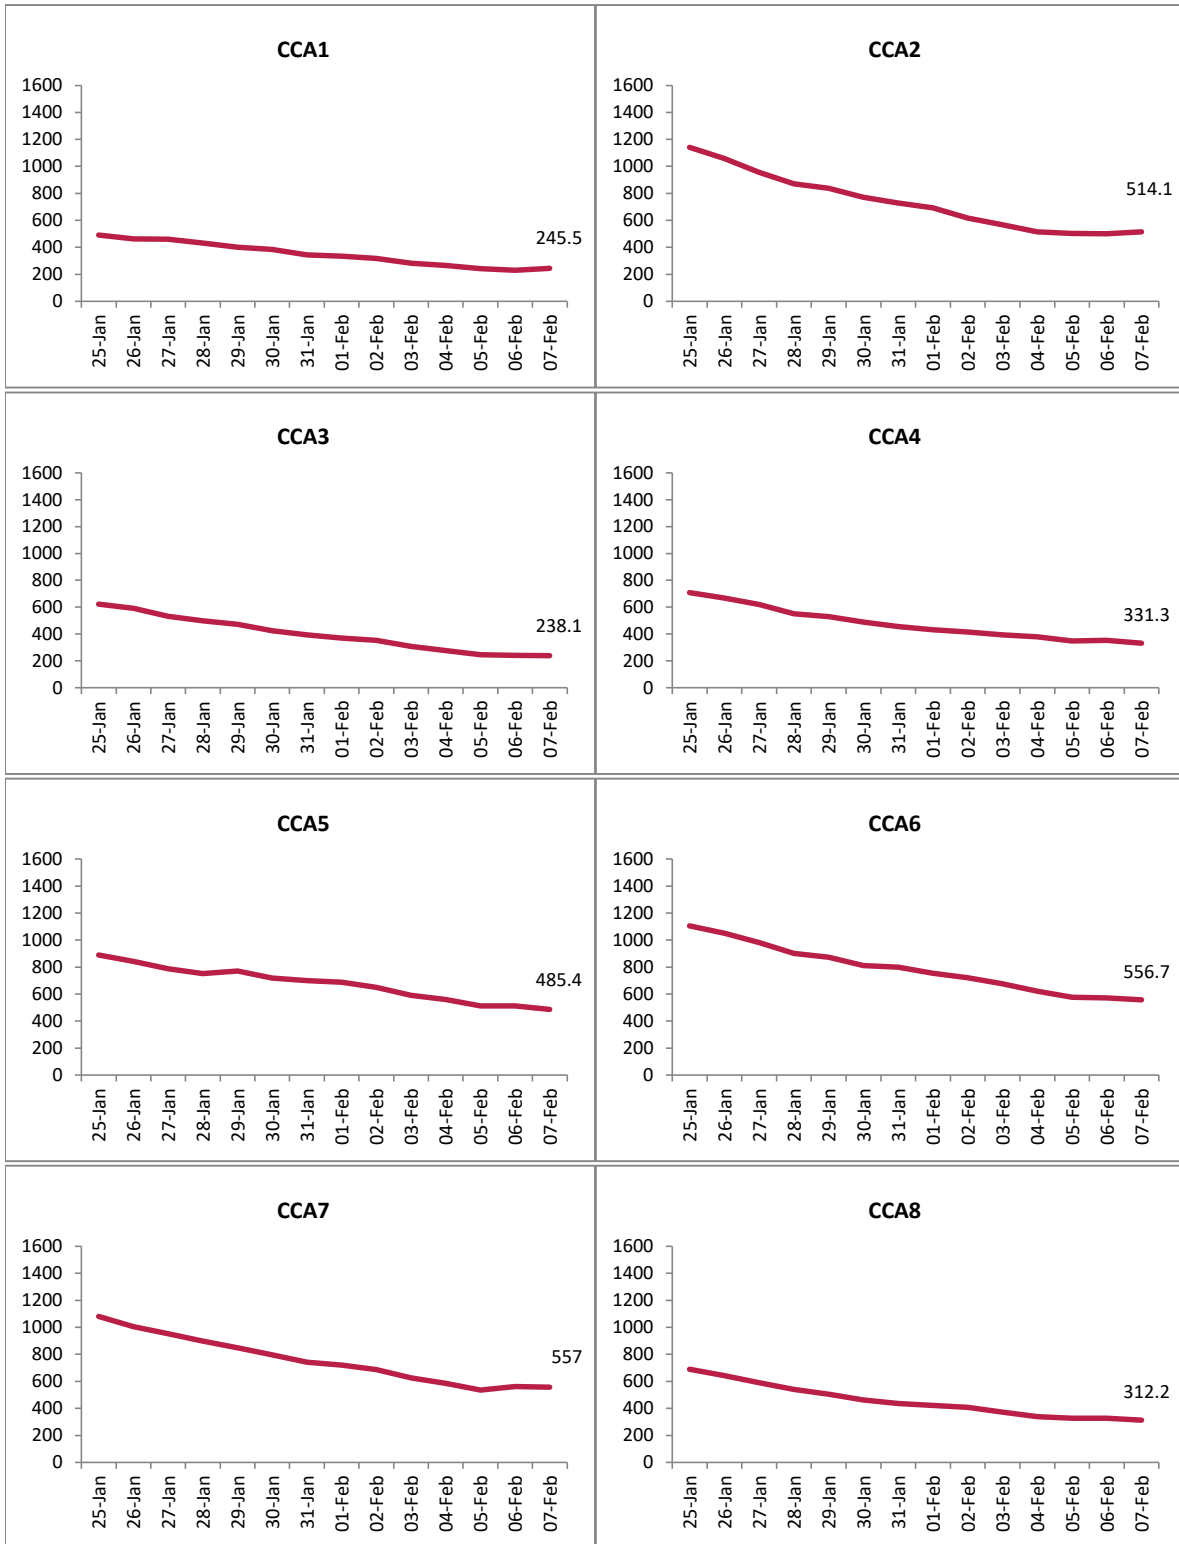 CCA1
1600
1400
1200
1000
800
600
400
200
0
245.5
25-Jan
26-Jan
27-Jan
28-Jan
29-Jan
30-Jan
31-Jan
01-Feb
02-Feb
03-Feb
04-Feb
05-Feb
06-Feb
07-Feb
CCA2
1600
1400
1200
1000
800
600
400
200
0
514.1
25-Jan
26-Jan
27-Jan
28-Jan
29-Jan
30-Jan
31-Jan
01-Feb
02-Feb
03-Feb
04-Feb
05-Feb
06-Feb
07-Feb
CCA3
1600
1400
1200
1000
800
600
400
200
0
238.1
25-Jan
26-Jan
27-Jan
28-Jan
29-Jan
30-Jan
31-Jan
01-Feb
02-Feb
03-Feb
04-Feb
05-Feb
06-Feb
07-Feb
CCA4
1600
1400
1200
1000
800
600
400
200
0
331.3
25-Jan
26-Jan
27-Jan
28-Jan
29-Jan
30-Jan
31-Jan
01-Feb
02-Feb
03-Feb
04-Feb
05-Feb
06-Feb
07-Feb
CCA5
1600
1400
1200
1000
800
600
400
200
0
485.4
25-Jan
26-Jan
27-Jan
28-Jan
29-Jan
30-Jan
31-Jan
01-Feb
02-Feb
03-Feb
04-Feb
05-Feb
06-Feb
07-Feb
CCA6
1600
1400
1200
1000
800
600
400
200
0
556.7
25-Jan
26-Jan
27-Jan
28-Jan
29-Jan
30-Jan
31-Jan
01-Feb
02-Feb
03-Feb
04-Feb
05-Feb
06-Feb
07-Feb
CCA7
1600
1400
1200
1000
800
600
400
200
0
557
25-Jan
26-Jan
27-Jan
28-Jan
29-Jan
30-Jan
31-Jan
01-Feb
02-Feb
03-Feb
04-Feb
05-Feb
06-Feb
07-Feb
CCA8
1600
1400
1200
1000
800
600
400
200
0
312.2
25-Jan
26-Jan
27-Jan
28-Jan
29-Jan
30-Jan
31-Jan
01-Feb
02-Feb
03-Feb
04-Feb
05-Feb
06-Feb
07-Feb